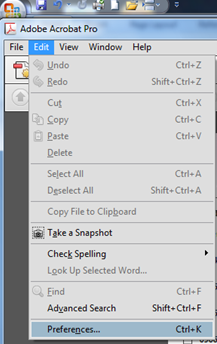 Adobe Acrobat Pro
File Edit View Window Help
Undo Ctrl+Z
Redo Shift+Ctrl+Z
Cut Ctrl+X
Copy Ctrl+C
Paste Ctrl+V
Delete
Select All Ctrl+A
Deselect All Shift+Ctrl+A
Copy File to Clipboard
Take a Snapshot
Check Spelling
Look Up Selected Word...
Find Ctrl+F
Advanced Search Shift+Ctrl+F
Preferences... Ctrl+K